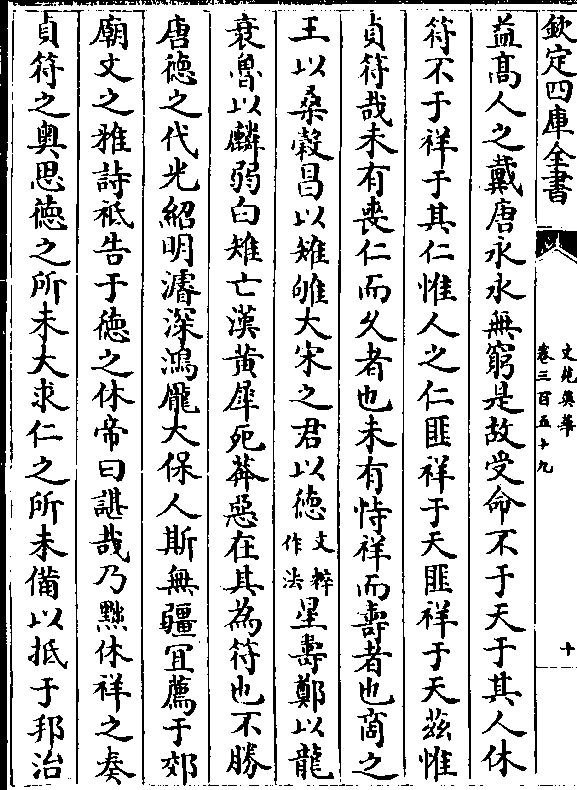 欽定四庫全書
文苑英華
卷三百五十九
十
益高人之戴唐永永無窮是故受命不于天于其人休
符不于祥于其仁惟人之仁匪祥于天匪祥于天茲惟
貞符哉未有喪仁而久者也未有恃祥而壽者也商之
王以桑榖昌以雉雊大宋之君以德文粹作法星壽鄭以龍
衰魯以麟弱白雉亡漢黃犀死莽惡在其為符也不勝
唐德之代光紹明濬深鴻厖大保人斯無疆宜薦于郊
廟文之雅詩祗告于德之休帝曰諶哉乃黜休祥之奏
貞符之奧思德之所未大求仁之所未備以抵于邦治